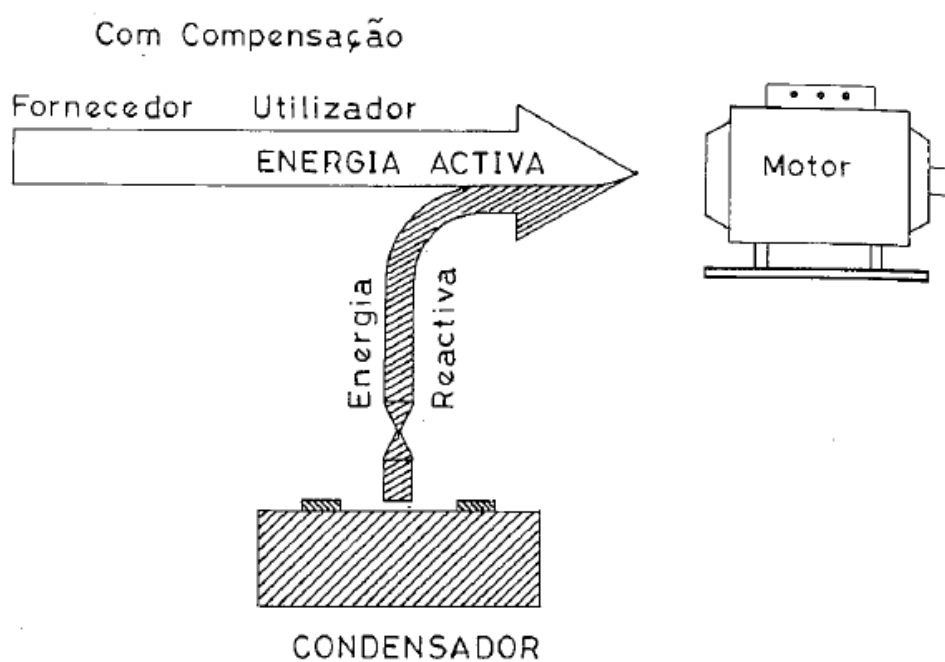 Com Compensação
Fornecedor Utilizador
ENERGIA ACTIVA
Motor
Energia
Reactiva
CONDENSADOR